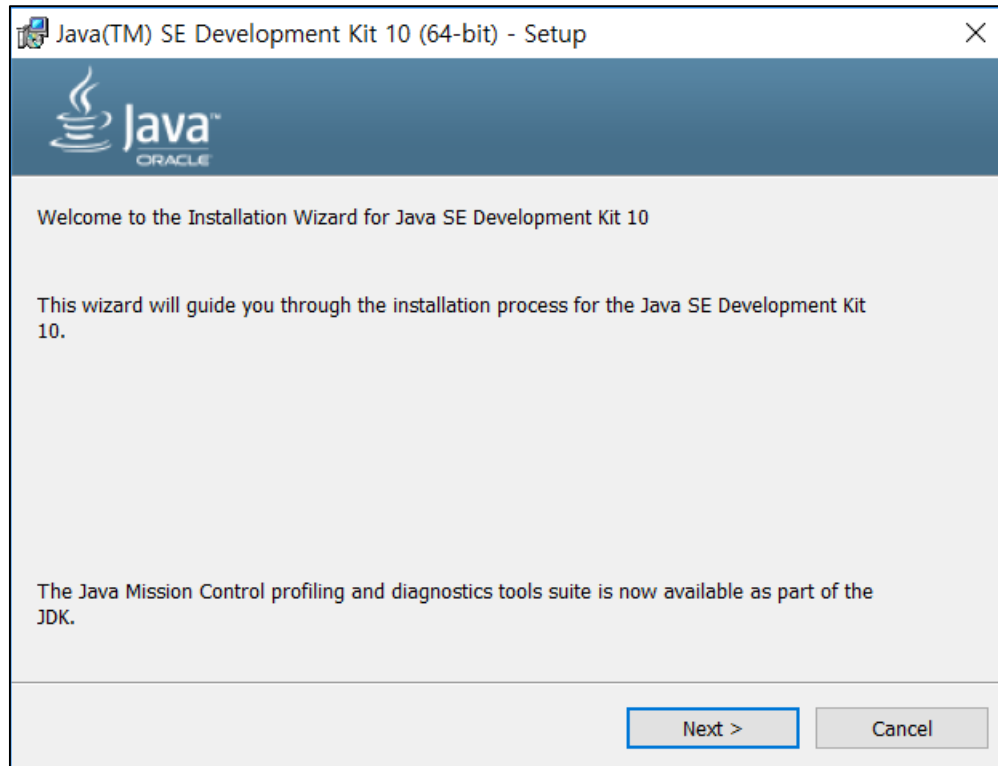 Java(TM) SE Development Kit 10 (64-bit) - Setup
Java™
ORACLE
Welcome to the Installation Wizard for Java SE Development Kit 10
This wizard will guide you through the installation process for the Java SE Development Kit
10.
The Java Mission Control profiling and diagnostics tools suite is now available as part of the
JDK.
Next >
Cancel